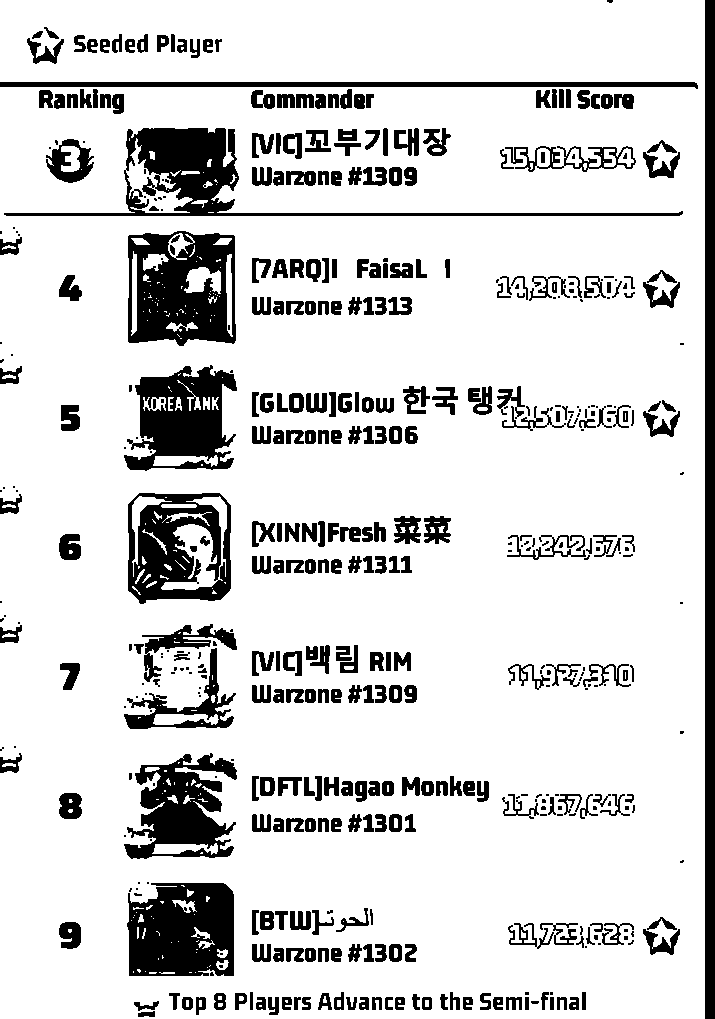 Seeded Player
Ranking Commander Kill Score
3 [VIC]꼬부기대장 15,034,554
Warzone #1309
4 [7ARQ]I FaisaL I 14,208,504
Warzone #1313
KOREA TANK
5 [GLOW]Glow 한국 탱커 12,507,960
Warzone #1306
6 [XINN]Fresh 菜菜 12,242,676
Warzone #1311
7 [VIC]백림 RIM 11,927,310
Warzone #1309
8 [DFTL]Hagao Monkey 11,867,646
Warzone #1301
9 [BTW]الحوت 11,723,628
Warzone #1302
Top 8 Players Advance to the Semi-final